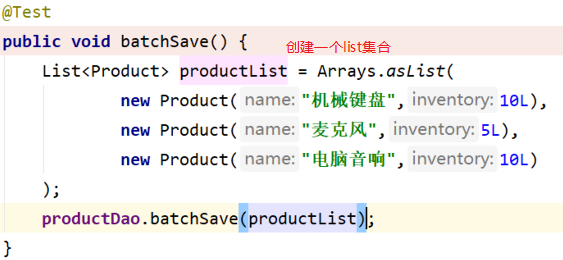 @Test
public void batchSave() { 创建一个list集合
List<Product> productList = Arrays.asList(
new Product( name: "机械键盘", inventory: 10L),
new Product( name: "麦克风", inventory: 5L),
new Product( name: "电脑音响", inventory: 10L)
);
productDao.batchSave(productList);
}